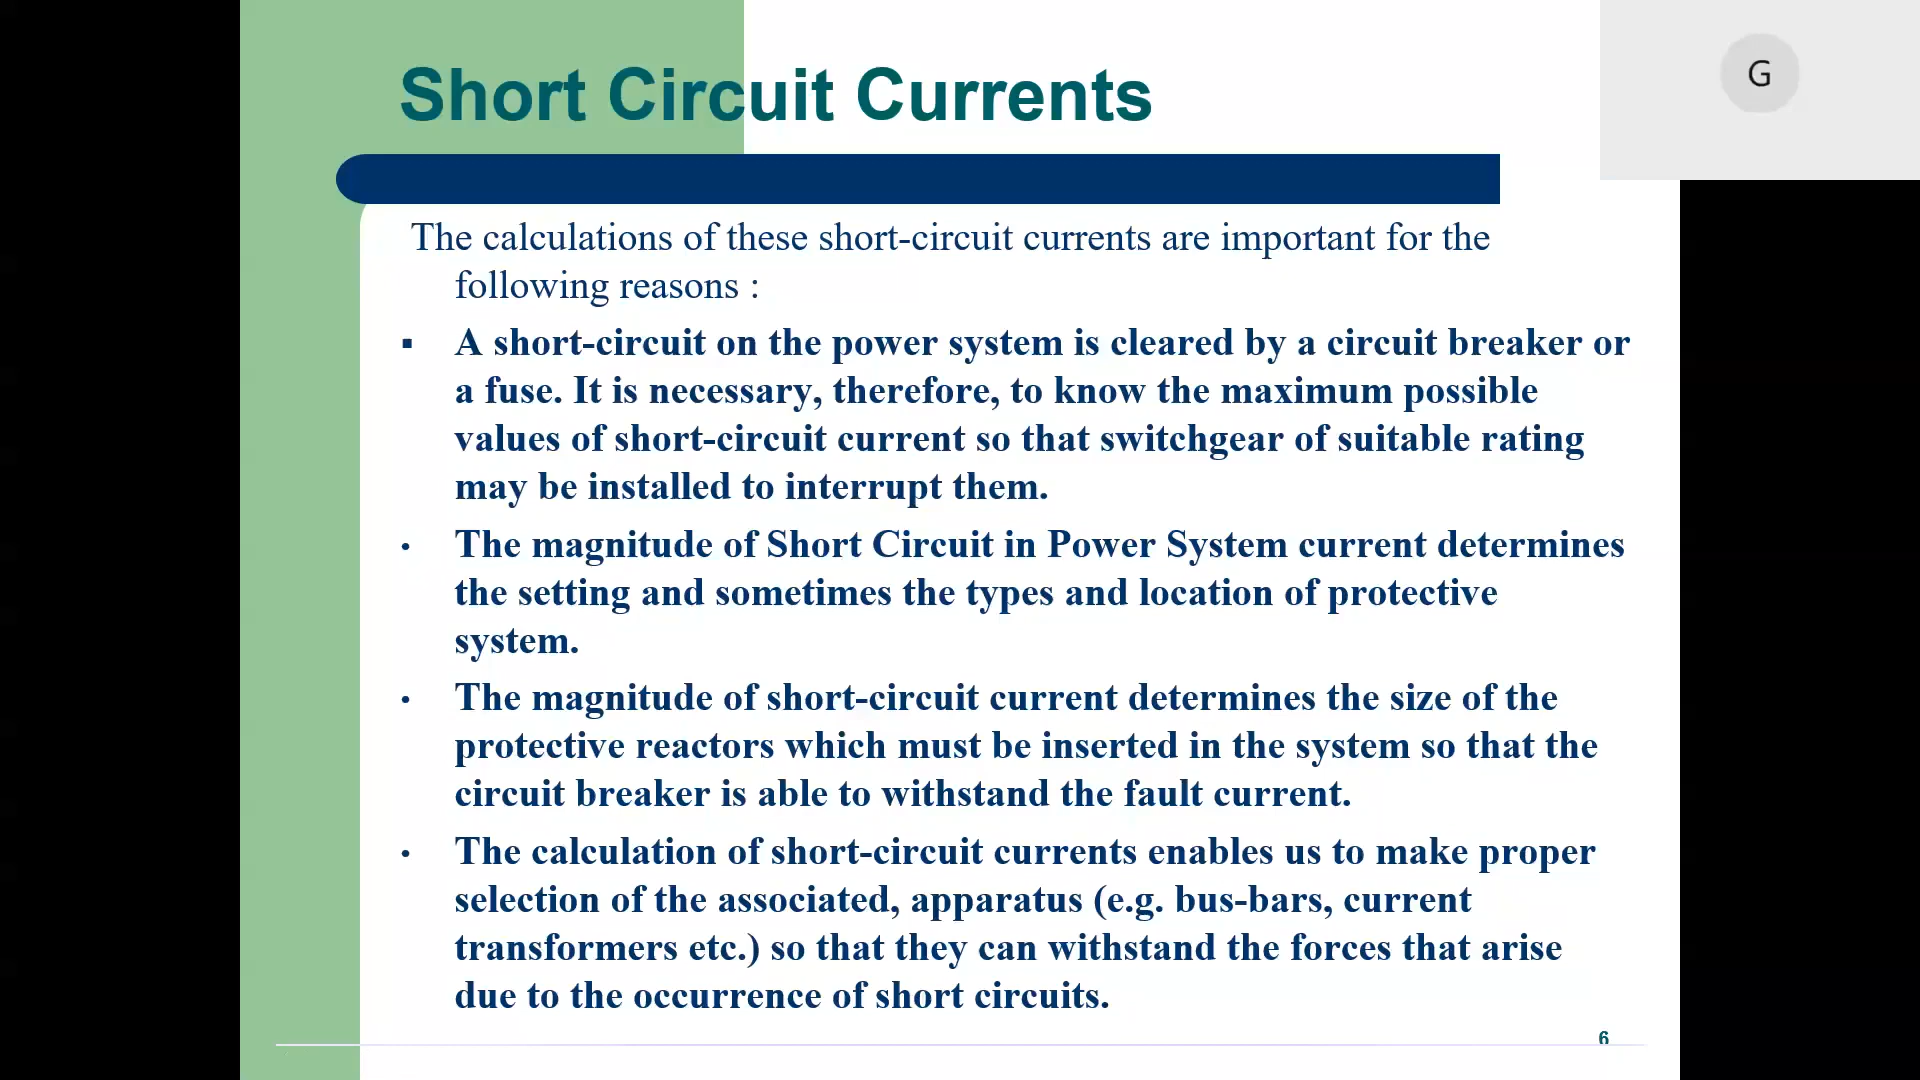 Short Circuit Currents
G
The calculations of these short-circuit currents are important for the
following reasons :
▪ A short-circuit on the power system is cleared by a circuit breaker or
a fuse. It is necessary, therefore, to know the maximum possible
values of short-circuit current so that switchgear of suitable rating
may be installed to interrupt them.
• The magnitude of Short Circuit in Power System current determines
the setting and sometimes the types and location of protective
system.
• The magnitude of short-circuit current determines the size of the
protective reactors which must be inserted in the system so that the
circuit breaker is able to withstand the fault current.
• The calculation of short-circuit currents enables us to make proper
selection of the associated, apparatus (e.g. bus-bars, current
transformers etc.) so that they can withstand the forces that arise
due to the occurrence of short circuits.
6